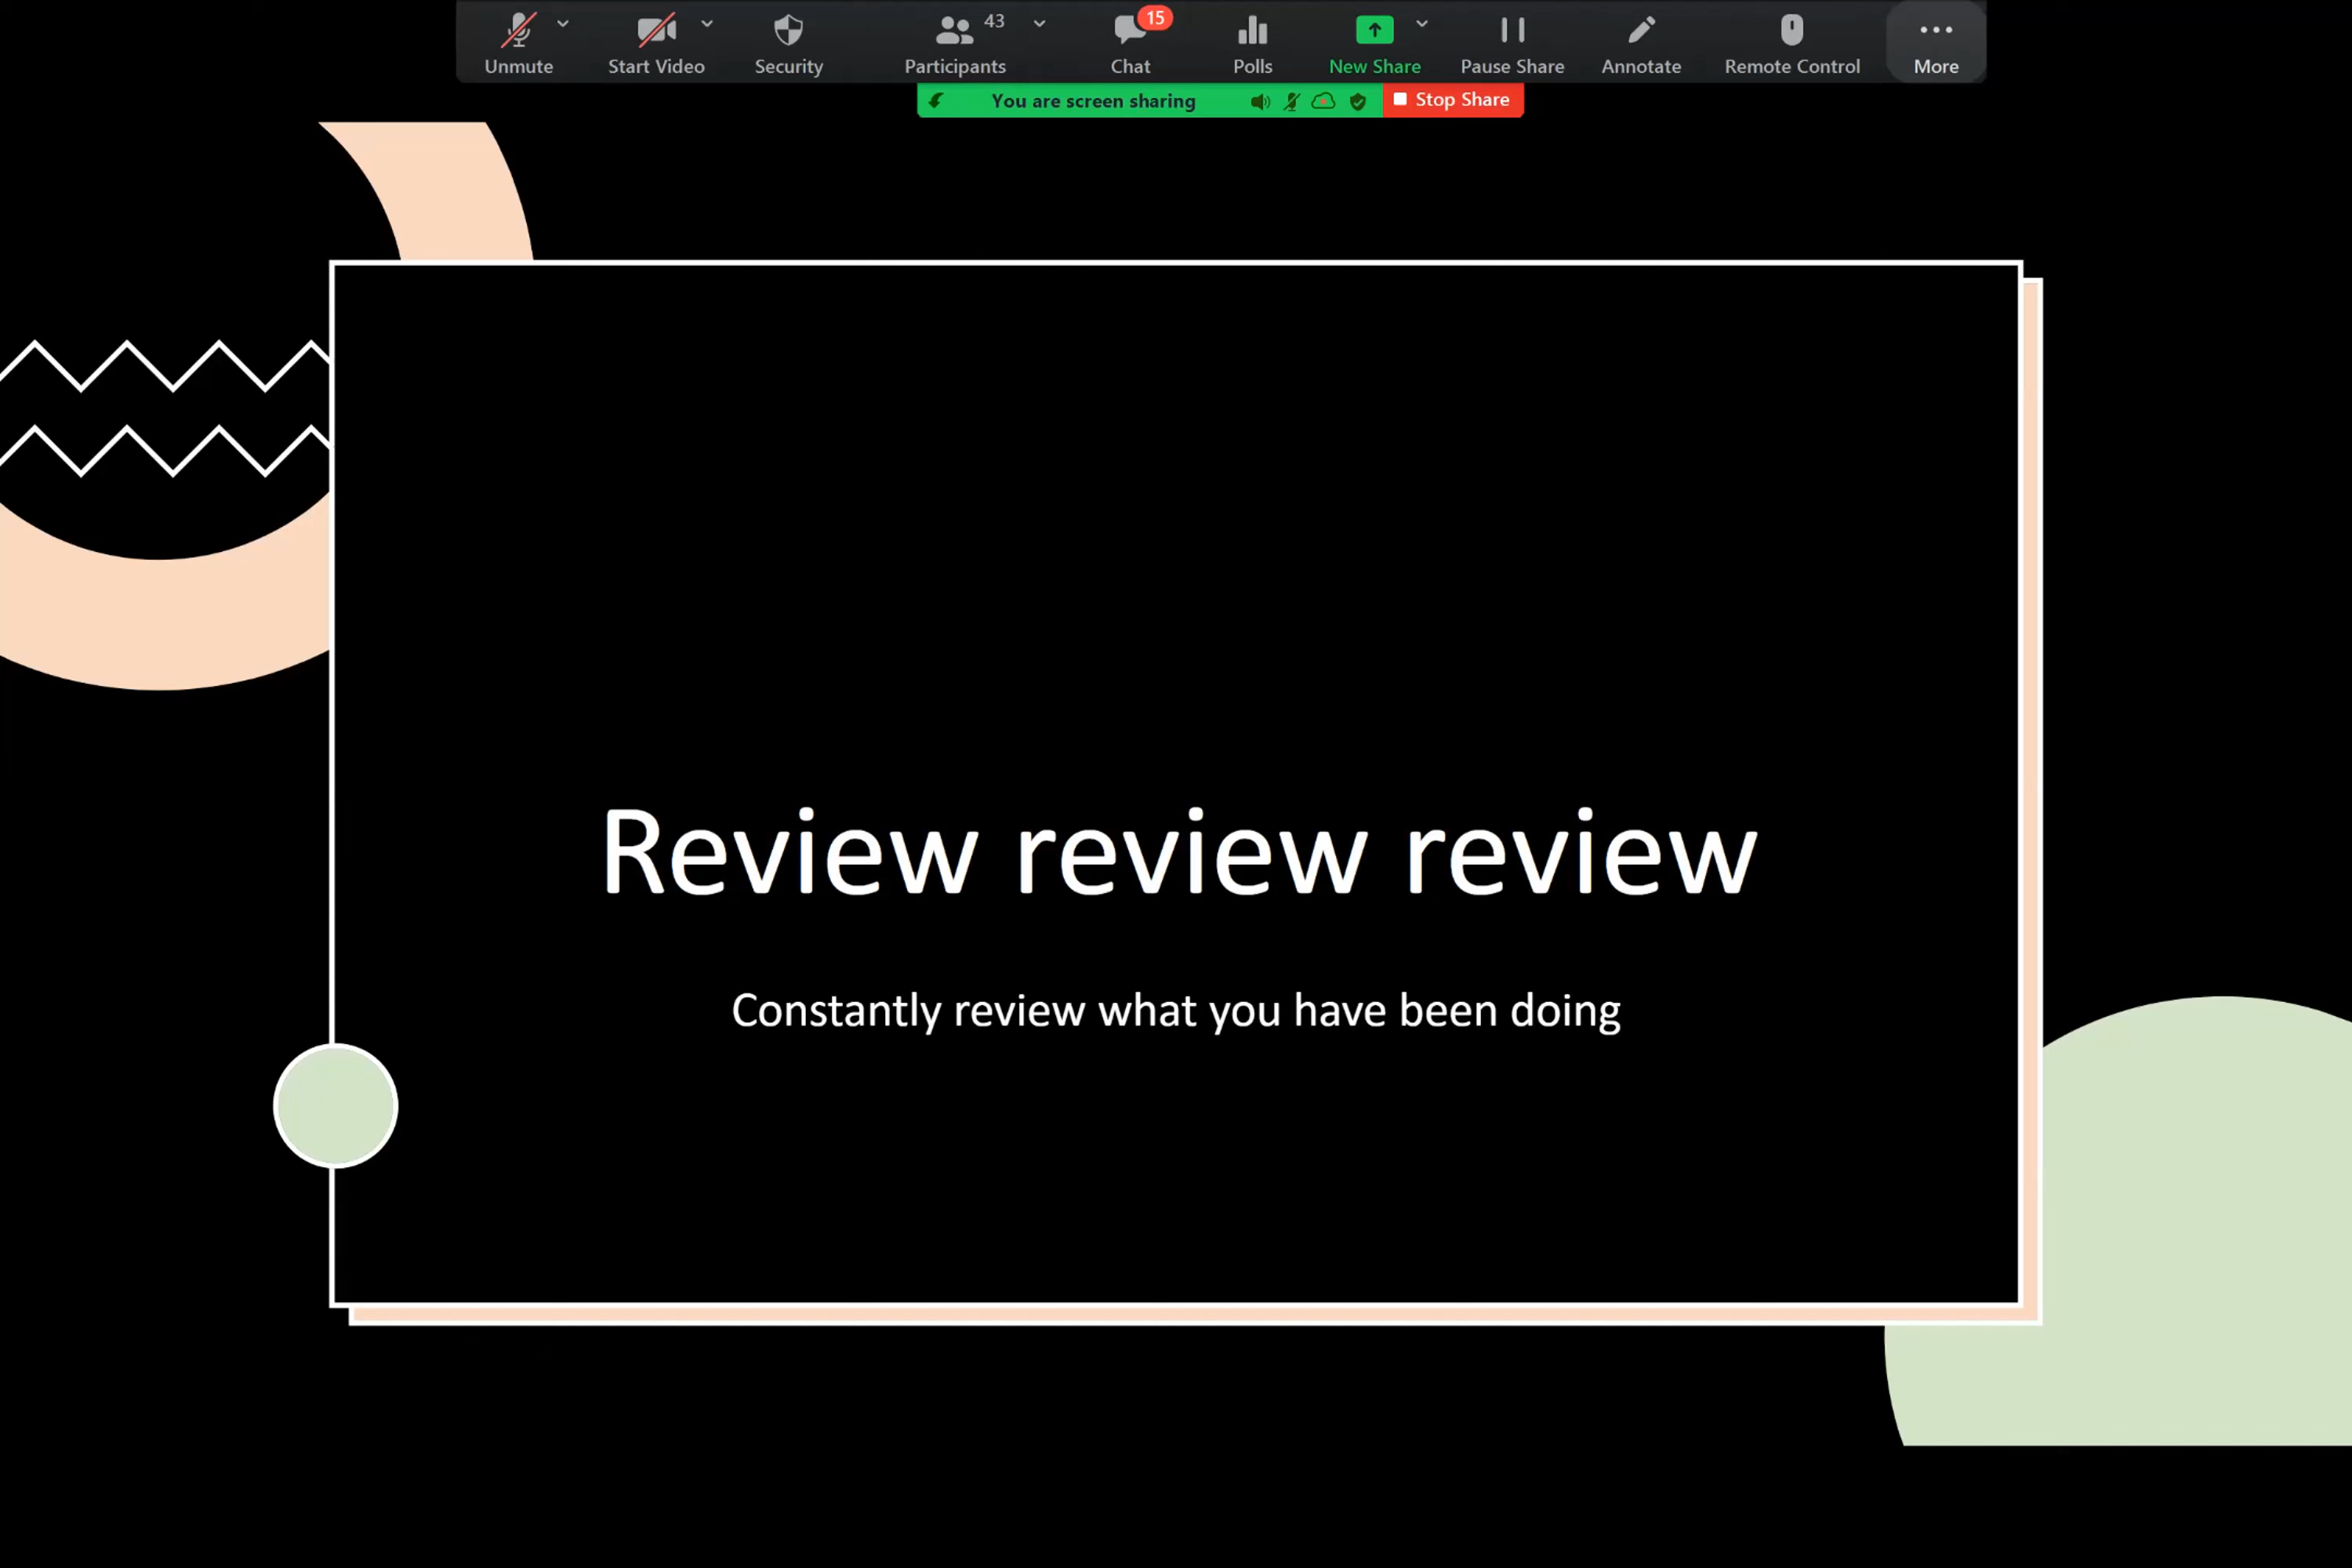 Unmute Start Video Security Participants 43 Chat 15 Polls New Share Pause Share Annotate Remote Control More
You are screen sharing Stop Share
Review review review
Constantly review what you have been doing